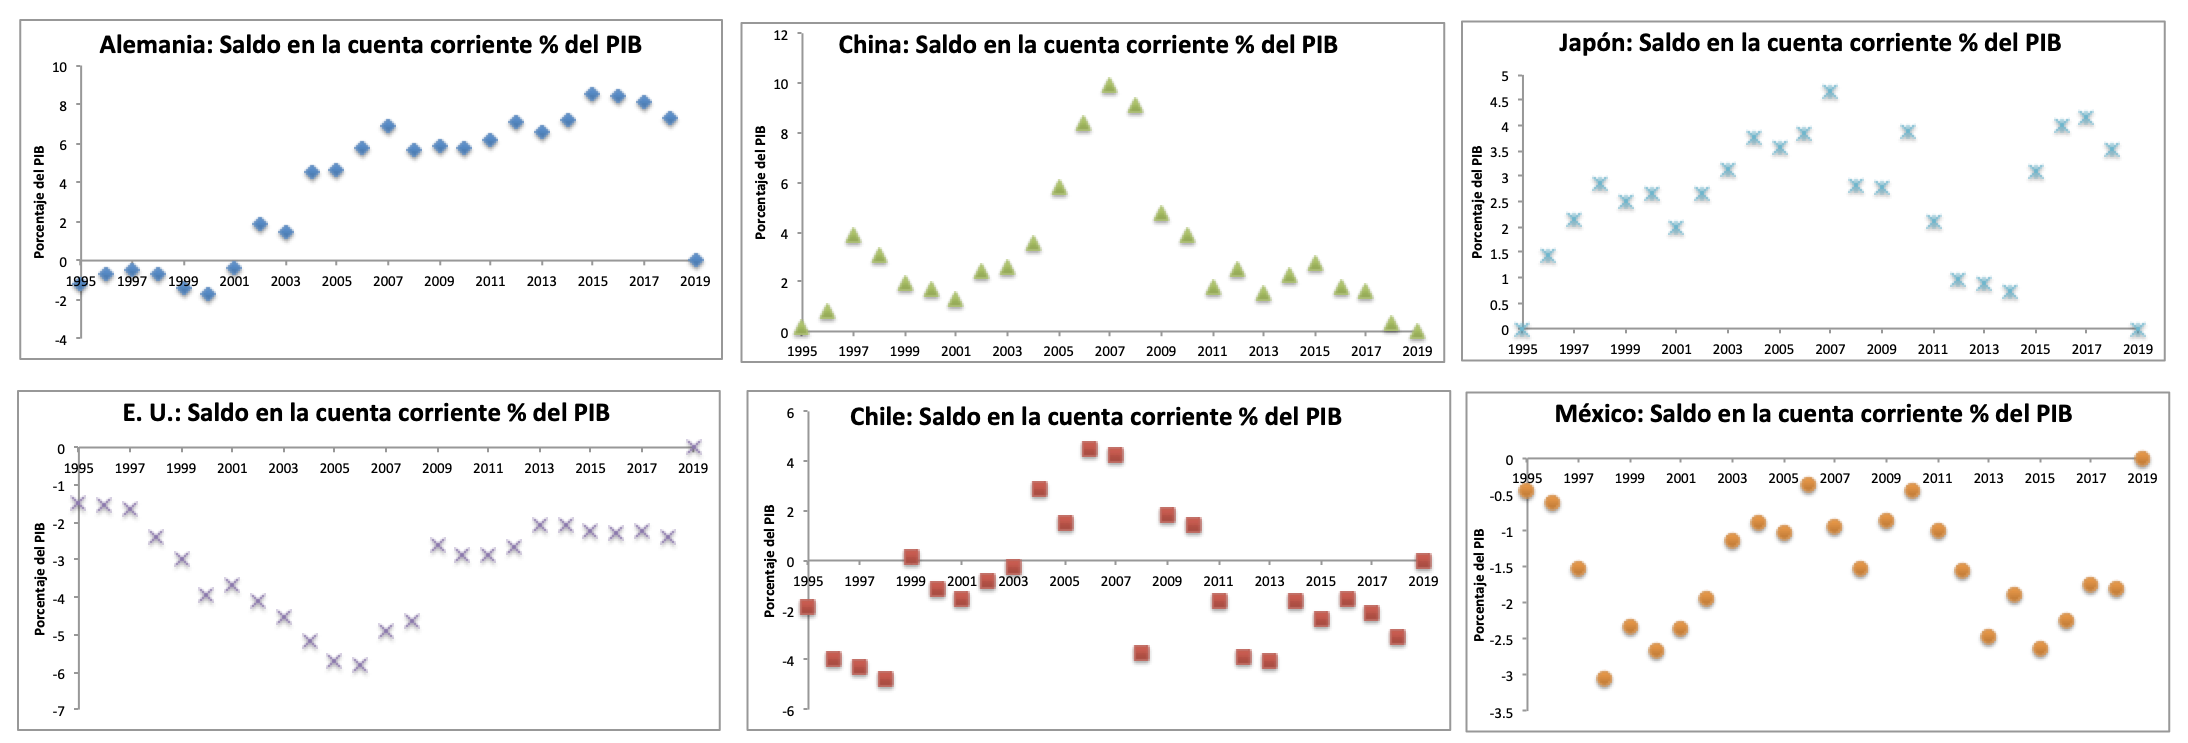 Alemania: Saldo en la cuenta corriente % del PIB
Porcentaje del PIB
10
8
6
4
2
0
-2
-4
1995 1997 1999 2001 2003 2005 2007 2009 2011 2013 2015 2017 2019
China: Saldo en la cuenta corriente % del PIB
Porcentaje del PIB
12
10
8
6
4
2
0
1995 1997 1999 2001 2003 2005 2007 2009 2011 2013 2015 2017 2019
Japón: Saldo en la cuenta corriente % del PIB
Porcentaje del PIB
5
4.5
4
3.5
3
2.5
2
1.5
1
0.5
0
1995 1997 1999 2001 2003 2005 2007 2009 2011 2013 2015 2017 2019
E. U.: Saldo en la cuenta corriente % del PIB
Porcentaje del PIB
0
1995 1997 1999 2001 2003 2005 2007 2009 2011 2013 2015 2017 2019
-1
-2
-3
-4
-5
-6
-7
Chile: Saldo en la cuenta corriente % del PIB
Porcentaje del PIB
6
4
2
0
1995 1997 1999 2001 2003 2005 2007 2009 2011 2013 2015 2017 2019
-2
-4
-6
México: Saldo en la cuenta corriente % del PIB
Porcentaje del PIB
0
1995 1997 1999 2001 2003 2005 2007 2009 2011 2013 2015 2017 2019
-0.5
-1
-1.5
-2
-2.5
-3
-3.5